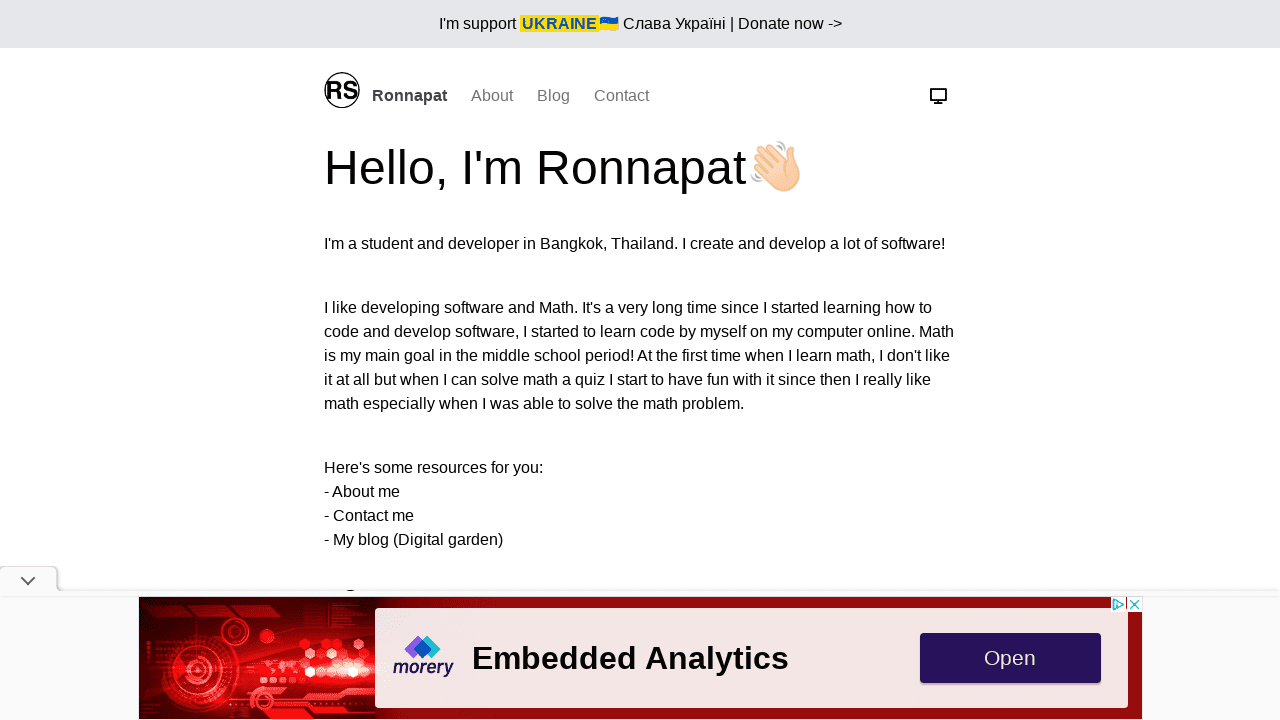 I'm support UKRAINE🇺🇦 Слава Україні | Donate now ->
RS
Ronnapat About Blog Contact
Hello, I'm Ronnapat👋🏻
I'm a student and developer in Bangkok, Thailand. I create and develop a lot of software!
I like developing software and Math. It's a very long time since I started learning how to
code and develop software, I started to learn code by myself on my computer online. Math
is my main goal in the middle school period! At the first time when I learn math, I don't like
it at all but when I can solve math a quiz I start to have fun with it since then I really like
math especially when I was able to solve the math problem.
Here's some resources for you:
- About me
- Contact me
- My blog (Digital garden)
morery
Embedded Analytics
Open